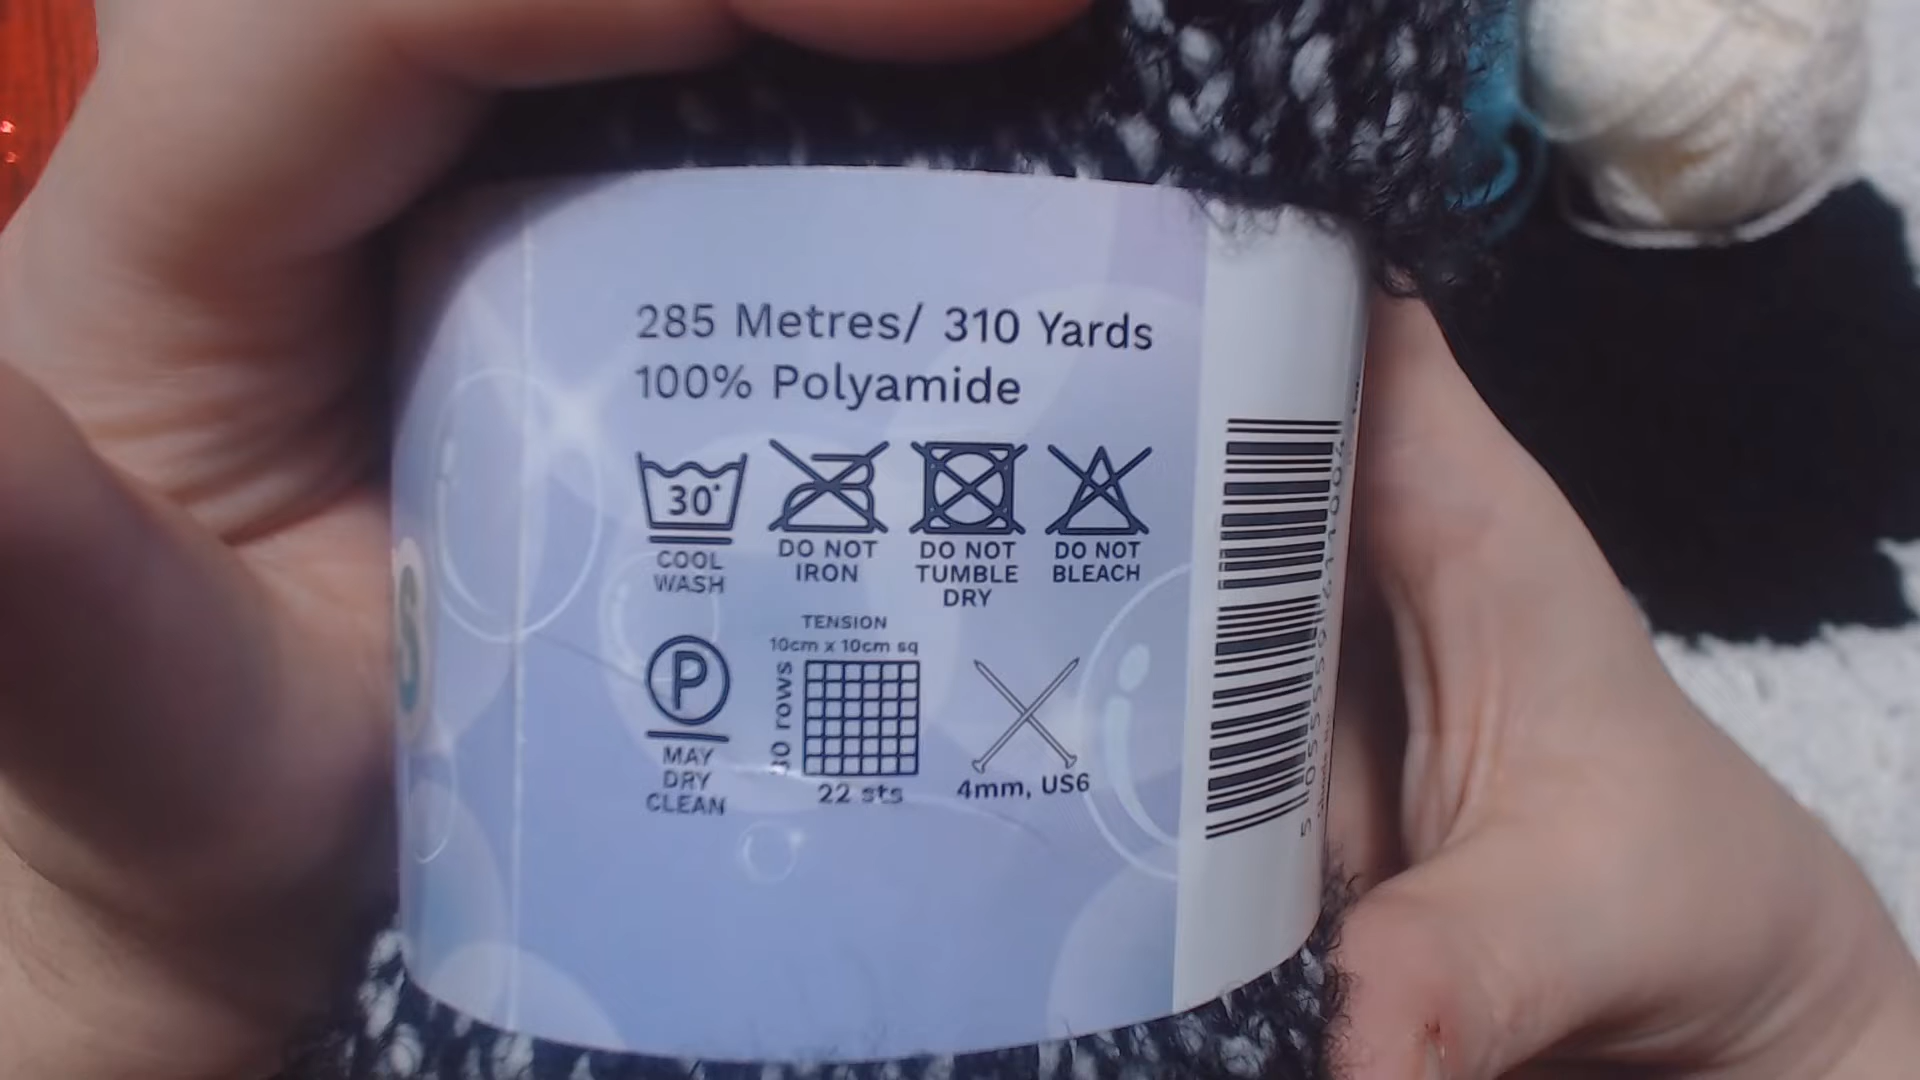 285 Metres/ 310 Yards
100% Polyamide
30°
COOL
WASH
DO NOT
IRON
DO NOT
TUMBLE
DRY
DO NOT
BLEACH
P
MAY
DRY
CLEAN
TENSION
10cm x 10cm sq
rows
22 sts
4mm, US6
S